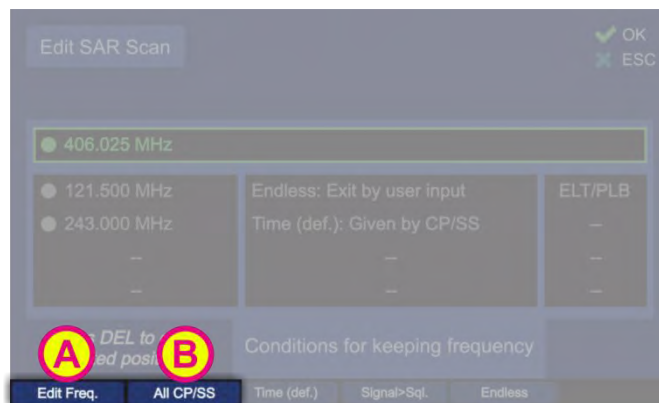 Edit SAR Scan
OK
ESC
406.025 MHz
121.500 MHz
Endless: Exit by user input
ELT/PLB
243.000 MHz
Time (def.): Given by CP/SS
--
--
--
--
--
--
--
DEL to
ed posi
Conditions for keeping frequency
A
B
Edit Freq.
All CP/SS
Time (def.)
Signal>Sql.
Endless